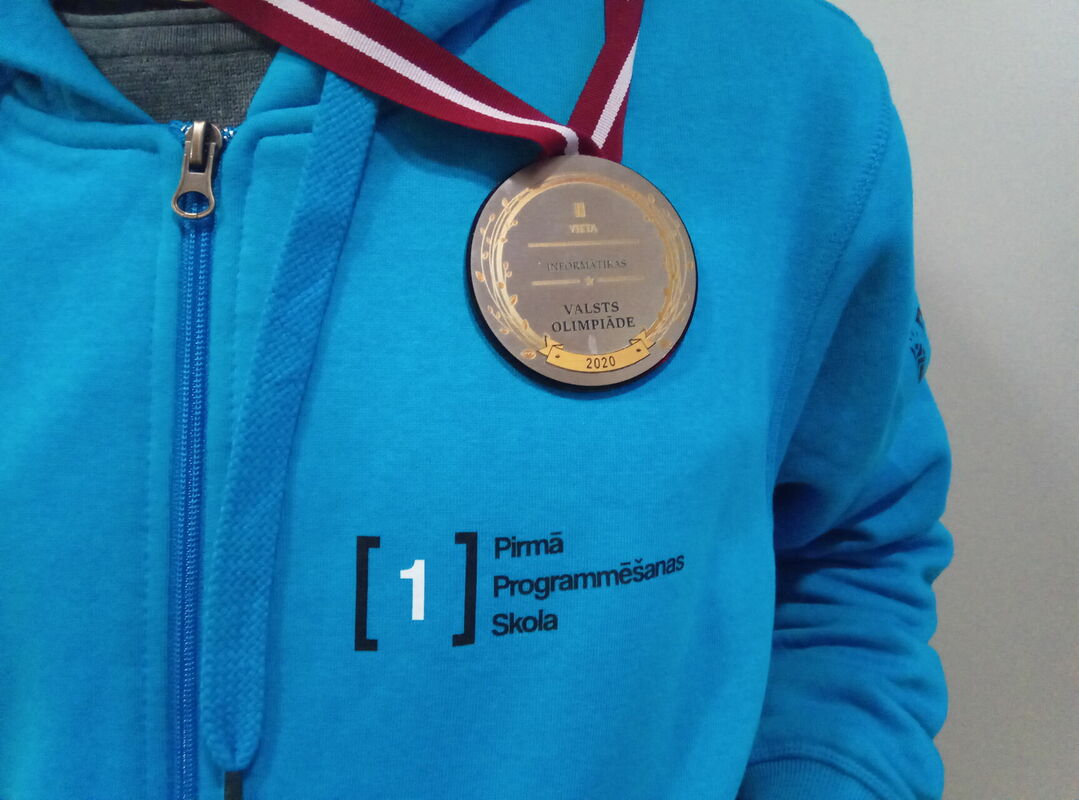 III
VIETA
INFORMĀTIKAS
VALSTS
OLIMPIĀDE
2020
[1]
Pirmā
Programmēšanas
Skola